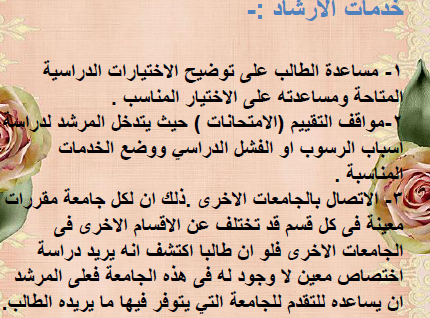 خدمات الارشاد :-
١- مساعدة الطالب على توضيح الاختيارات الدراسية
المتاحة ومساعدته على الاختيار المناسب .
٢-مواقف التقييم (الامتحانات ) حيث يتدخل المرشد لدراسة
اسباب الرسوب او الفشل الدراسي ووضع الخدمات
المناسبة .
٣- الاتصال بالجامعات الاخرى .ذلك ان لكل جامعة مقررات
معينة فى كل قسم قد تختلف عن الاقسام الاخرى فى
الجامعات الاخرى فلو ان طالبا اكتشف انه يريد دراسة
اختصاص معين لا وجود له فى هذه الجامعة فعلى المرشد
ان يساعده للتقدم للجامعة التي يتوفر فيها ما يريده الطالب.